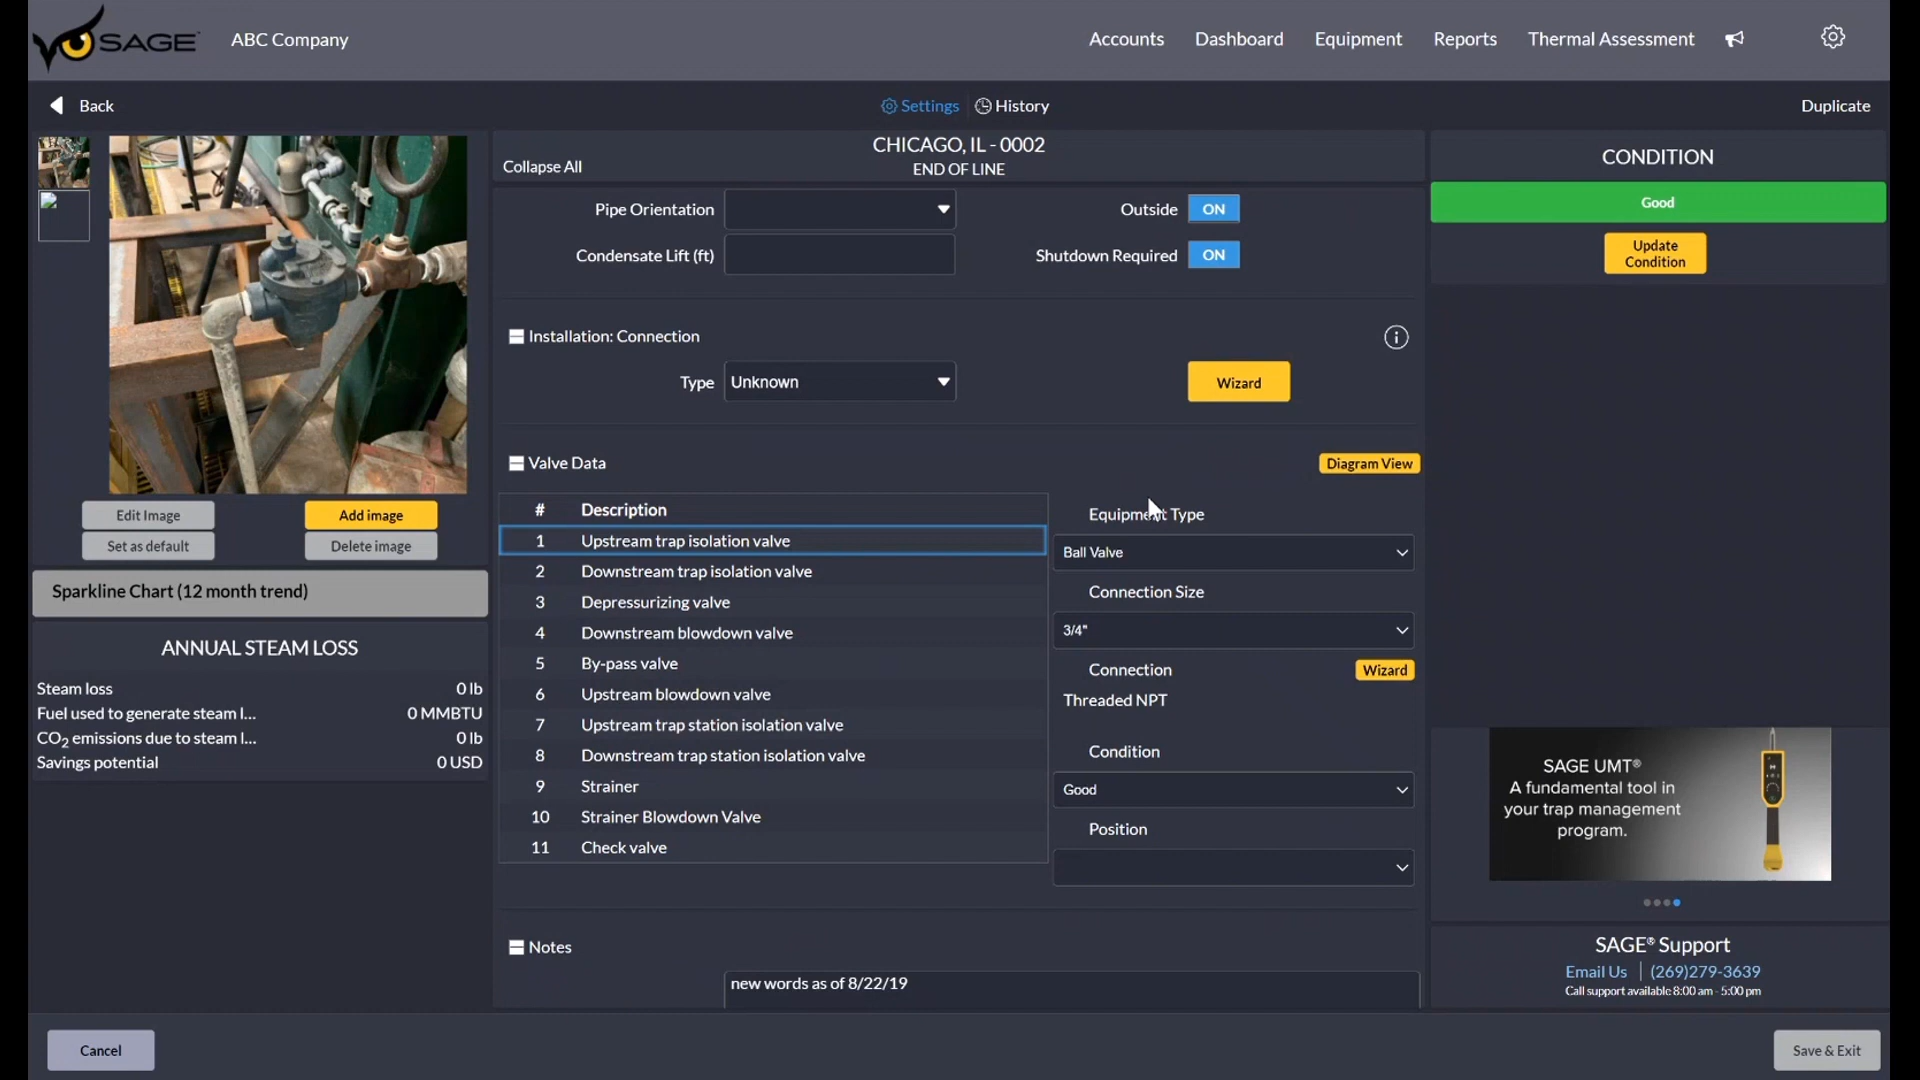 SAGE
ABC Company
Accounts
Dashboard
Equipment
Reports
Thermal Assessment
Back
Settings
History
Duplicate
Collapse All
CHICAGO, IL - 0002
END OF LINE
CONDITION
Good
Update
Condition
Pipe Orientation
Outside
ON
Condensate Lift (ft)
Shutdown Required
ON
Installation: Connection
Type
Unknown
Wizard
Valve Data
Diagram View
# Description
1 Upstream trap isolation valve
2 Downstream trap isolation valve
3 Depressurizing valve
4 Downstream blowdown valve
5 By-pass valve
6 Upstream blowdown valve
7 Upstream trap station isolation valve
8 Downstream trap station isolation valve
9 Strainer
10 Strainer Blowdown Valve
11 Check valve
Equipment Type
Ball Valve
Connection Size
3/4"
Connection
Wizard
Threaded NPT
Condition
Good
Position
Notes
new words as of 8/22/19
Edit Image
Add image
Set as default
Delete image
Sparkline Chart (12 month trend)
ANNUAL STEAM LOSS
Steam loss 0 lb
Fuel used to generate steam l... 0 MMBTU
CO2 emissions due to steam l... 0 lb
Savings potential 0 USD
SAGE UMT®
A fundamental tool in
your trap management
program.
SAGE® Support
Email Us | (269)279-3639
Call support available 8:00 am - 5:00 pm
Cancel
Save & Exit